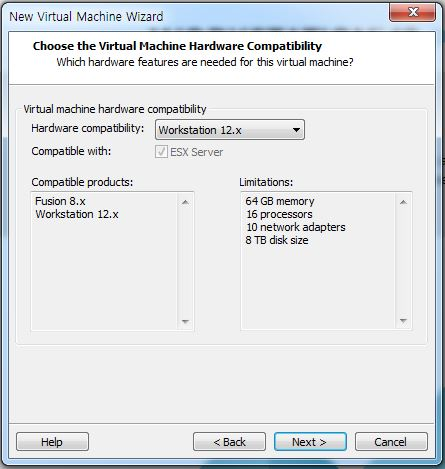 New Virtual Machine Wizard
Choose the Virtual Machine Hardware Compatibility
Which hardware features are needed for this virtual machine?
Virtual machine hardware compatibility
Hardware compatibility: Workstation 12.x
Compatible with: ESX Server
Compatible products:
Fusion 8.x
Workstation 12.x
Limitations:
64 GB memory
16 processors
10 network adapters
8 TB disk size
Help < Back Next > Cancel